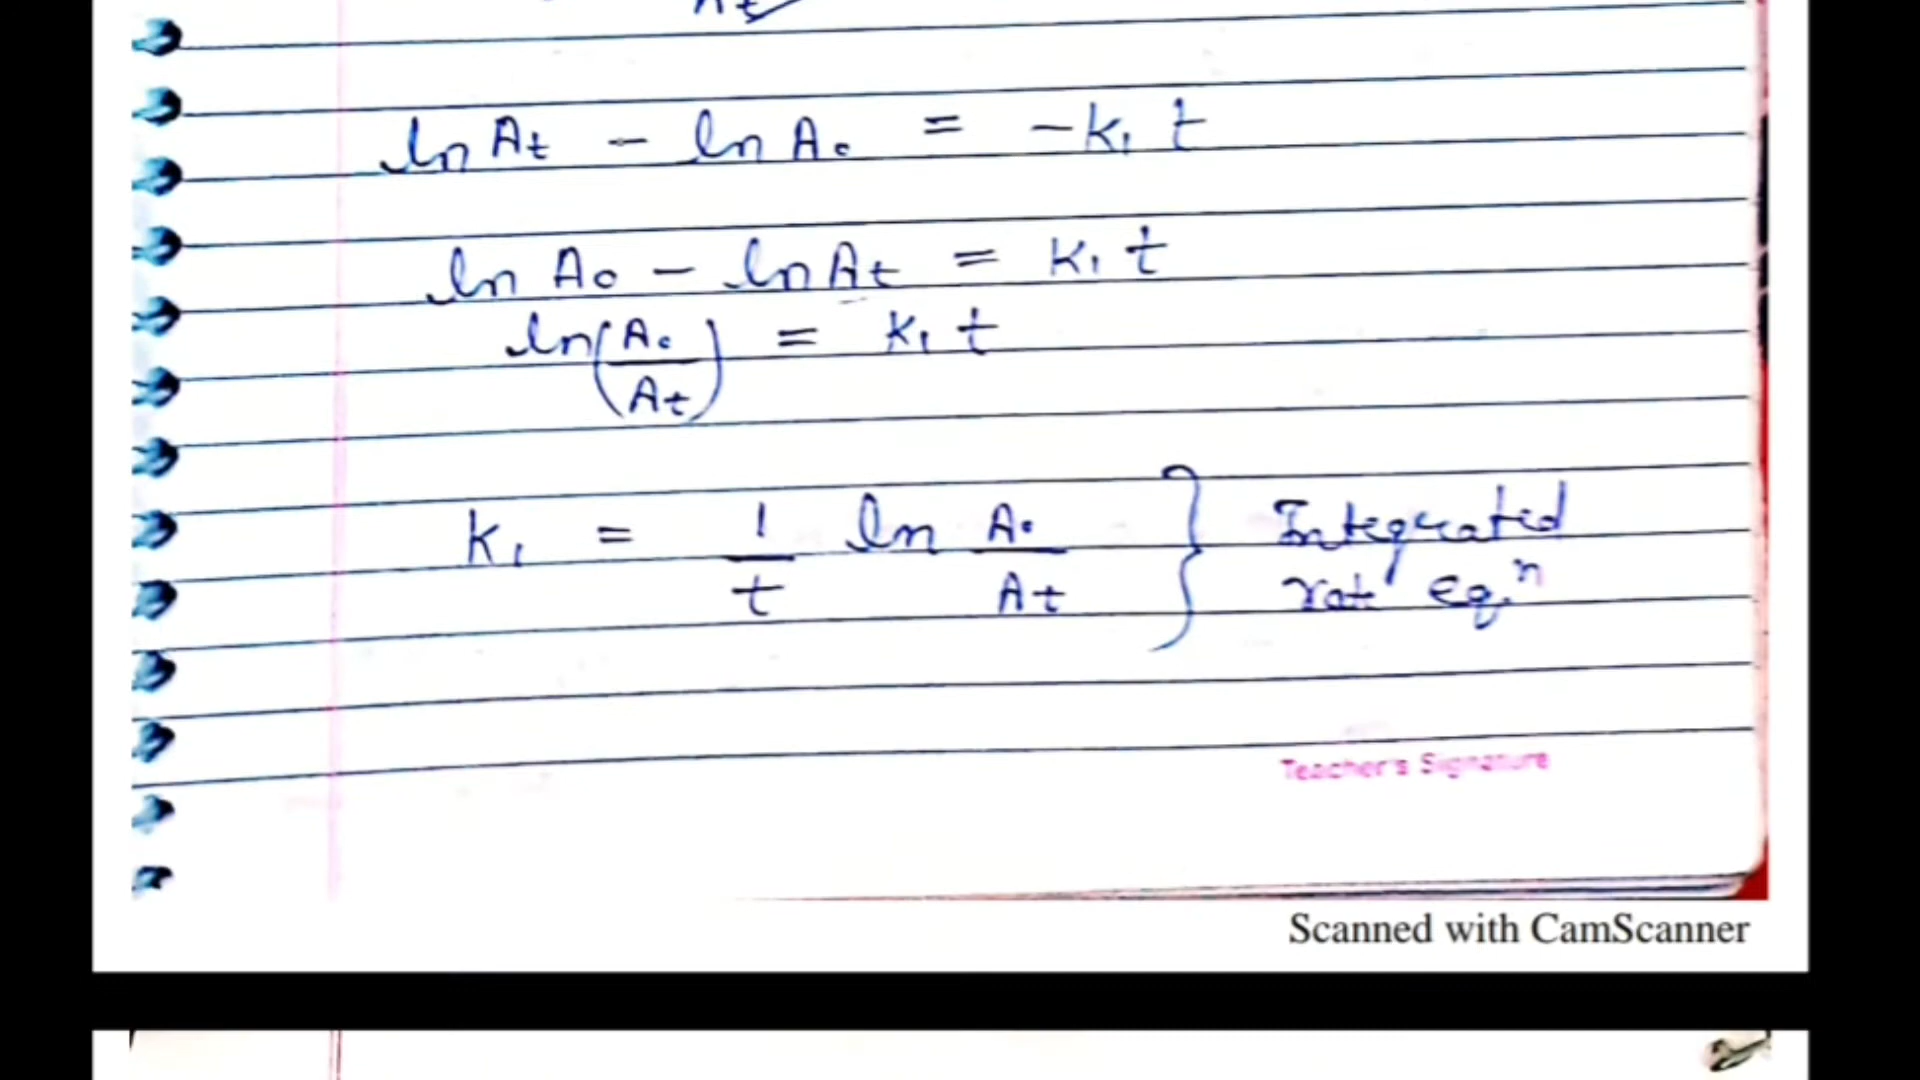 ln At - ln A₀ = -k₁ t
ln A₀ - ln At = k₁ t
ln(A₀/At) = k₁ t
k₁ = 1/t ln A₀/At } Integrated
rate eqⁿ
Teacher's Signature
Scanned with CamScanner